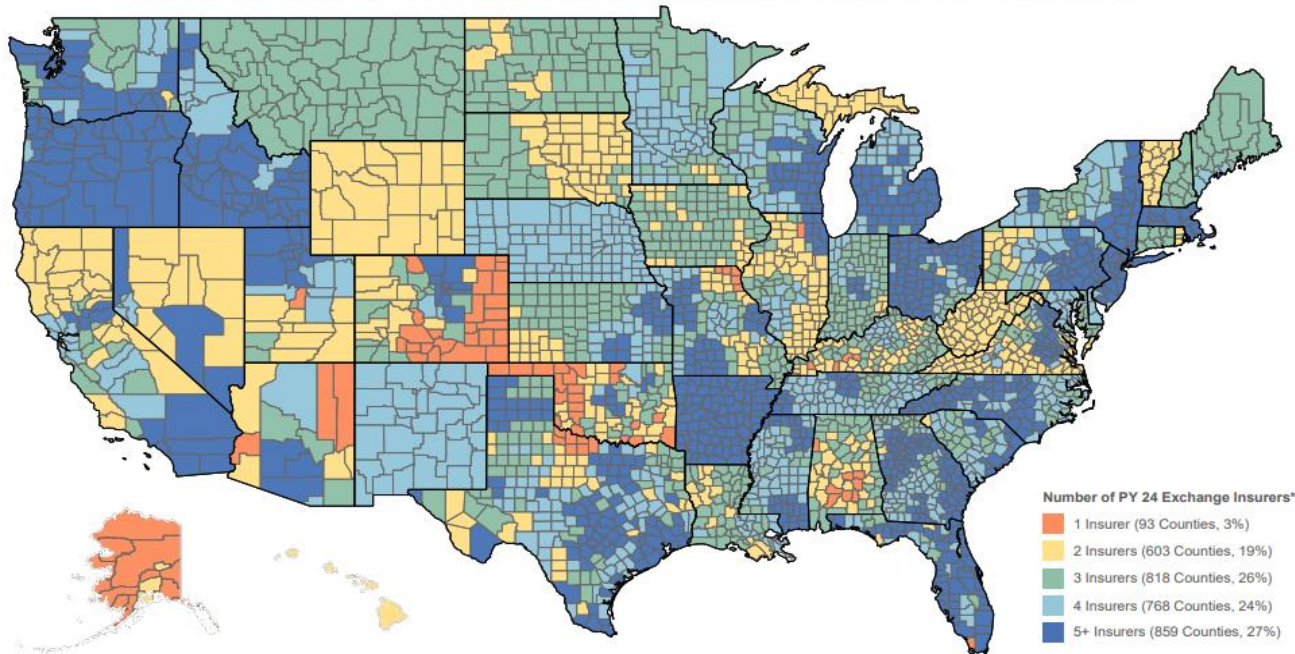 Number of PY 24 Exchange Insurers*
1 Insurer (93 Counties, 3%)
2 Insurers (603 Counties, 19%)
3 Insurers (818 Counties, 26%)
4 Insurers (768 Counties, 24%)
5+ Insurers (859 Counties, 27%)